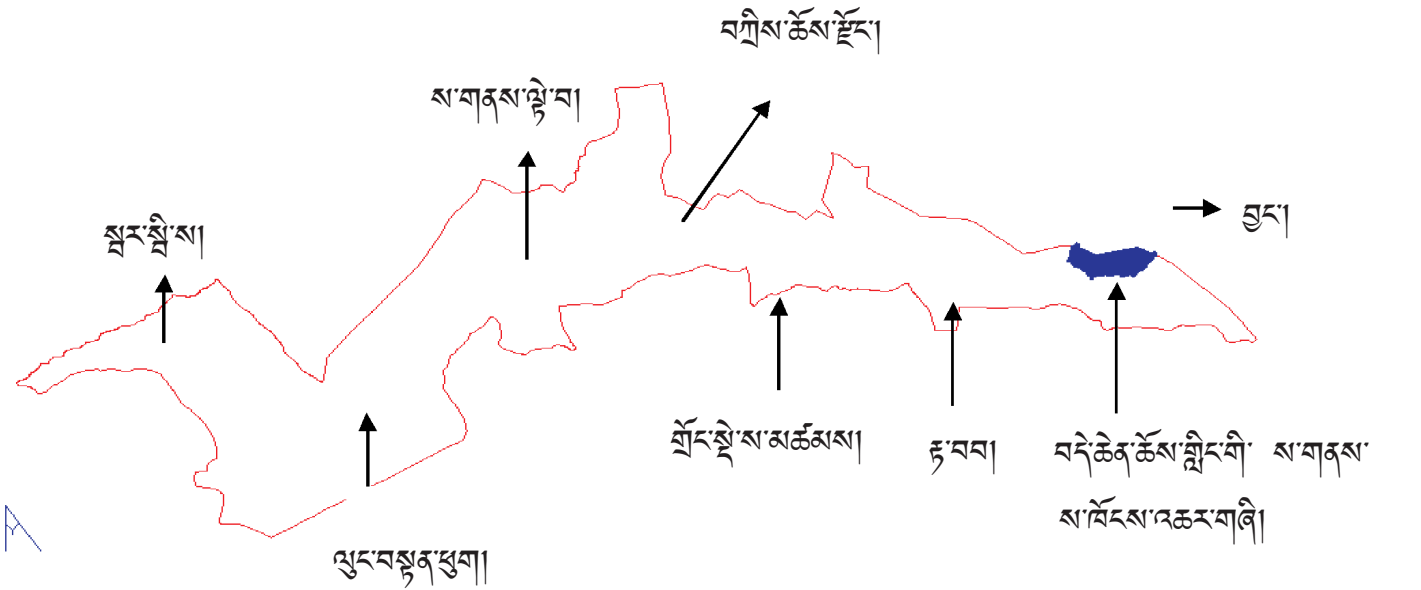 བཀྲིས་ཆོས་རྫོང་།
ས་གནས་ལྟེ་བ།
སྦར་སྦི་ས།
བྱང་།
གྲོང་སྡེ་ས་མཚམས།
རྟ་བབ།
བདེ་ཆེན་ཆོས་གླིང་གི་ ས་གནས་
ས་ཁོངས་འཆར་གཞི།
ལུང་བསྟན་ཕུག།